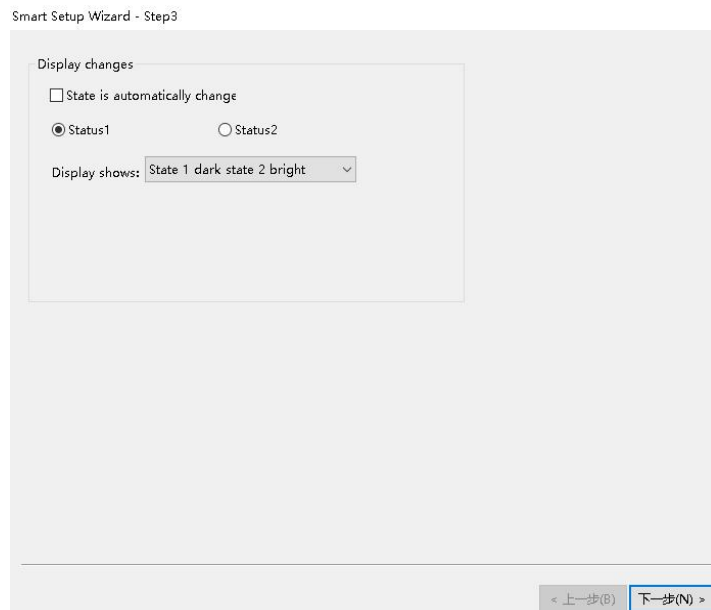 Smart Setup Wizard - Step3
Display changes
State is automatically change
Status1 Status2
Display shows: State 1 dark state 2 bright
< 上一步(B) 下一步(N) >